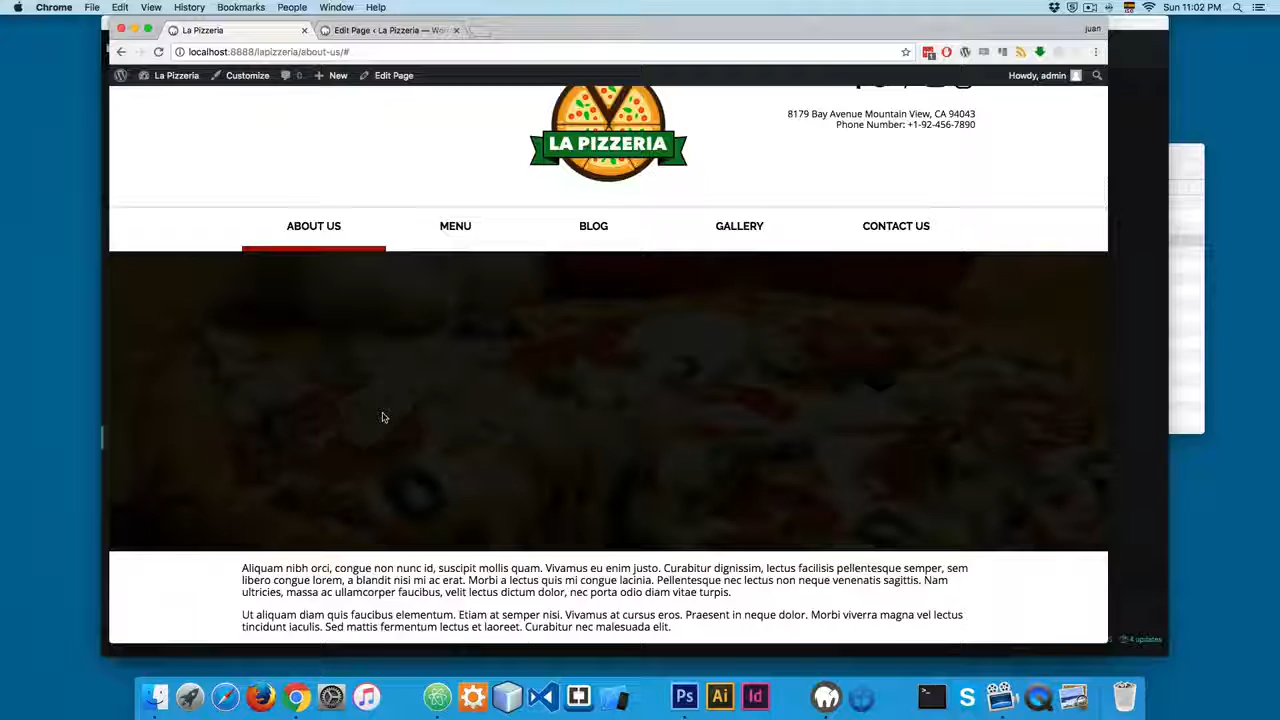 Chrome File Edit View History Bookmarks People Window Help
Sun 11:02 PM
La Pizzeria
Edit Page ‹ La Pizzeria — Wo
juan
localhost:8888/lapizzeria/about-us/#
La Pizzeria Customize 0 New Edit Page
Howdy, admin
LA PIZZERIA
8179 Bay Avenue Mountain View, CA 94043
Phone Number: +1-92-456-7890
ABOUT US MENU BLOG GALLERY CONTACT US
Aliquam nibh orci, congue non nunc id, suscipit mollis quam. Vivamus eu enim justo. Curabitur dignissim, lectus facilisis pellentesque semper, sem
libero congue lorem, a blandit nisi mi ac erat. Morbi a lectus quis mi congue lacinia. Pellentesque nec lectus non neque venenatis sagittis. Nam
ultricies, massa ac ullamcorper faucibus, velit lectus dictum dolor, nec porta odio diam vitae turpis.
Ut aliquam diam quis faucibus elementum. Etiam at semper nisi. Vivamus at cursus eros. Praesent in neque dolor. Morbi viverra magna vel lectus
tincidunt iaculis. Sed mattis fermentum lectus et laoreet. Curabitur nec malesuada elit.
4 updates
Ps Ai Id
S